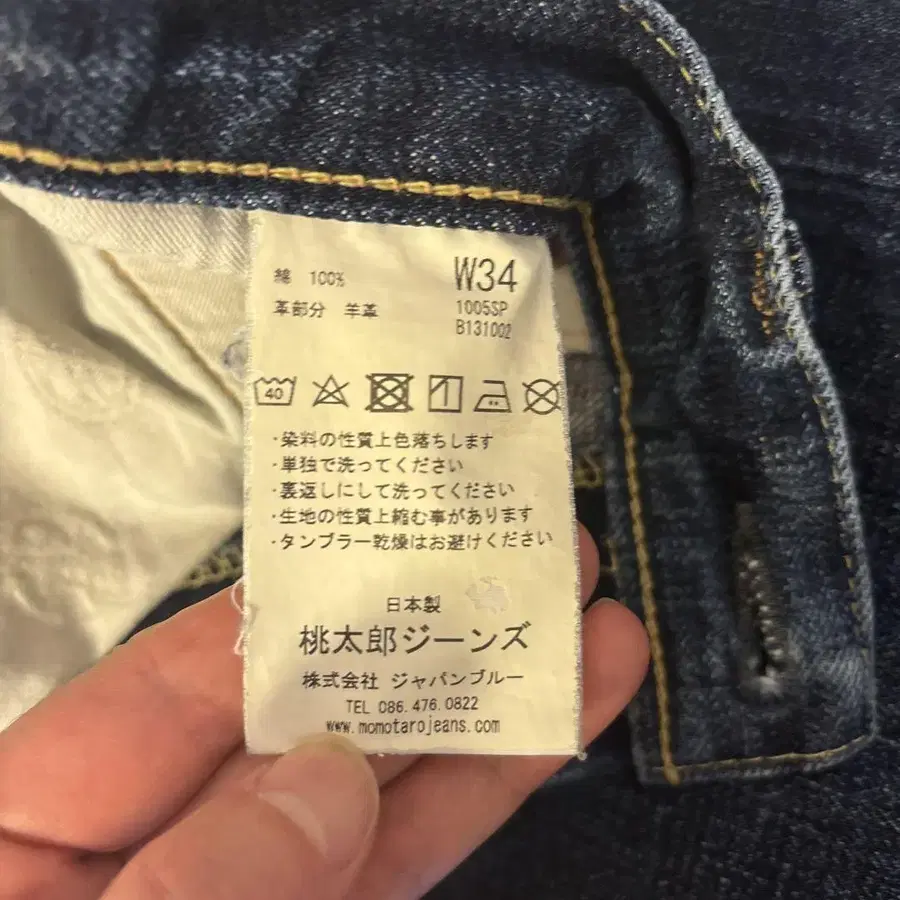 綿 100%
革部分 羊革
W34
1005SP
B131002
40
・染料の性質上色落ちします
・単独で洗ってください
・裏返しにして洗ってください
・生地の性質上縮む事があります
・タンブラー乾燥はお避けください
日本製
桃太郎ジーンズ
株式会社 ジャパンブルー
TEL 086.476.0822
www.momotarojeans.com